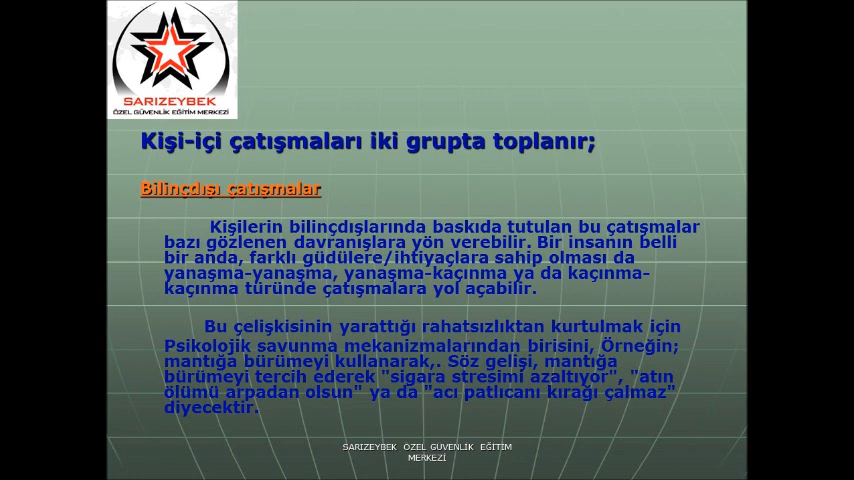 SARIZEYBEK
ÖZEL GÜVENLİK EĞİTİM MERKEZİ
Kişi-içi çatışmaları iki grupta toplanır;
Bilinçdışı çatışmalar
Kişilerin bilinçdışlarında baskıda tutulan bu çatışmalar
bazı gözlenen davranışlara yön verebilir. Bir insanın belli
bir anda, farklı güdülere/ihtiyaçlara sahip olması da
yanaşma-yanaşma, yanaşma-kaçınma ya da kaçınma-
kaçınma türünde çatışmalara yol açabilir.
Bu çelişkisinin yarattığı rahatsızlıktan kurtulmak için
Psikolojik savunma mekanizmalarından birisini, Örneğin;
mantığa bürümeyi kullanarak,. Söz gelişi, mantığa
bürümeyi tercih ederek "sigara stresimi azaltıyor", "atın
ölümü arpadan olsun" ya da "acı patlıcanı kırağı çalmaz"
diyecektir.
SARIZEYBEK ÖZEL GÜVENLİK EĞİTİM
MERKEZİ